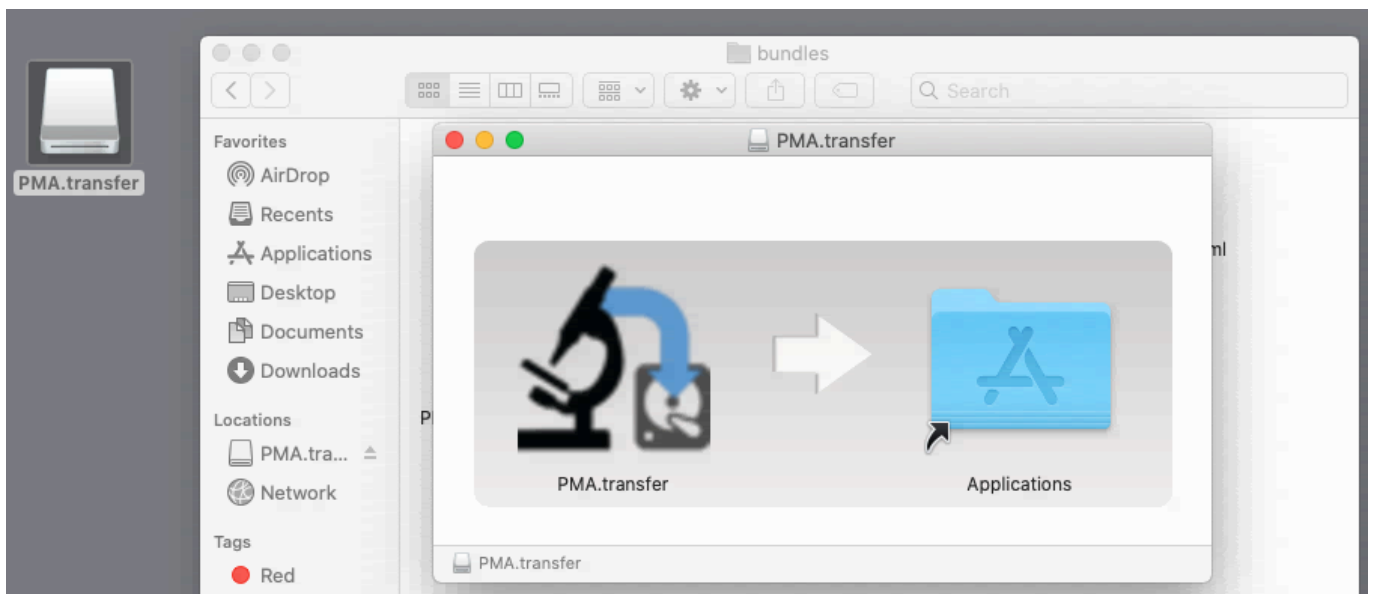 PMA.transfer
bundles
Search
Favorites
AirDrop
Recents
Applications
Desktop
Documents
Downloads
Locations
PMA.tra...
Network
Tags
Red
PMA.transfer
ml
P
PMA.transfer
Applications
PMA.transfer